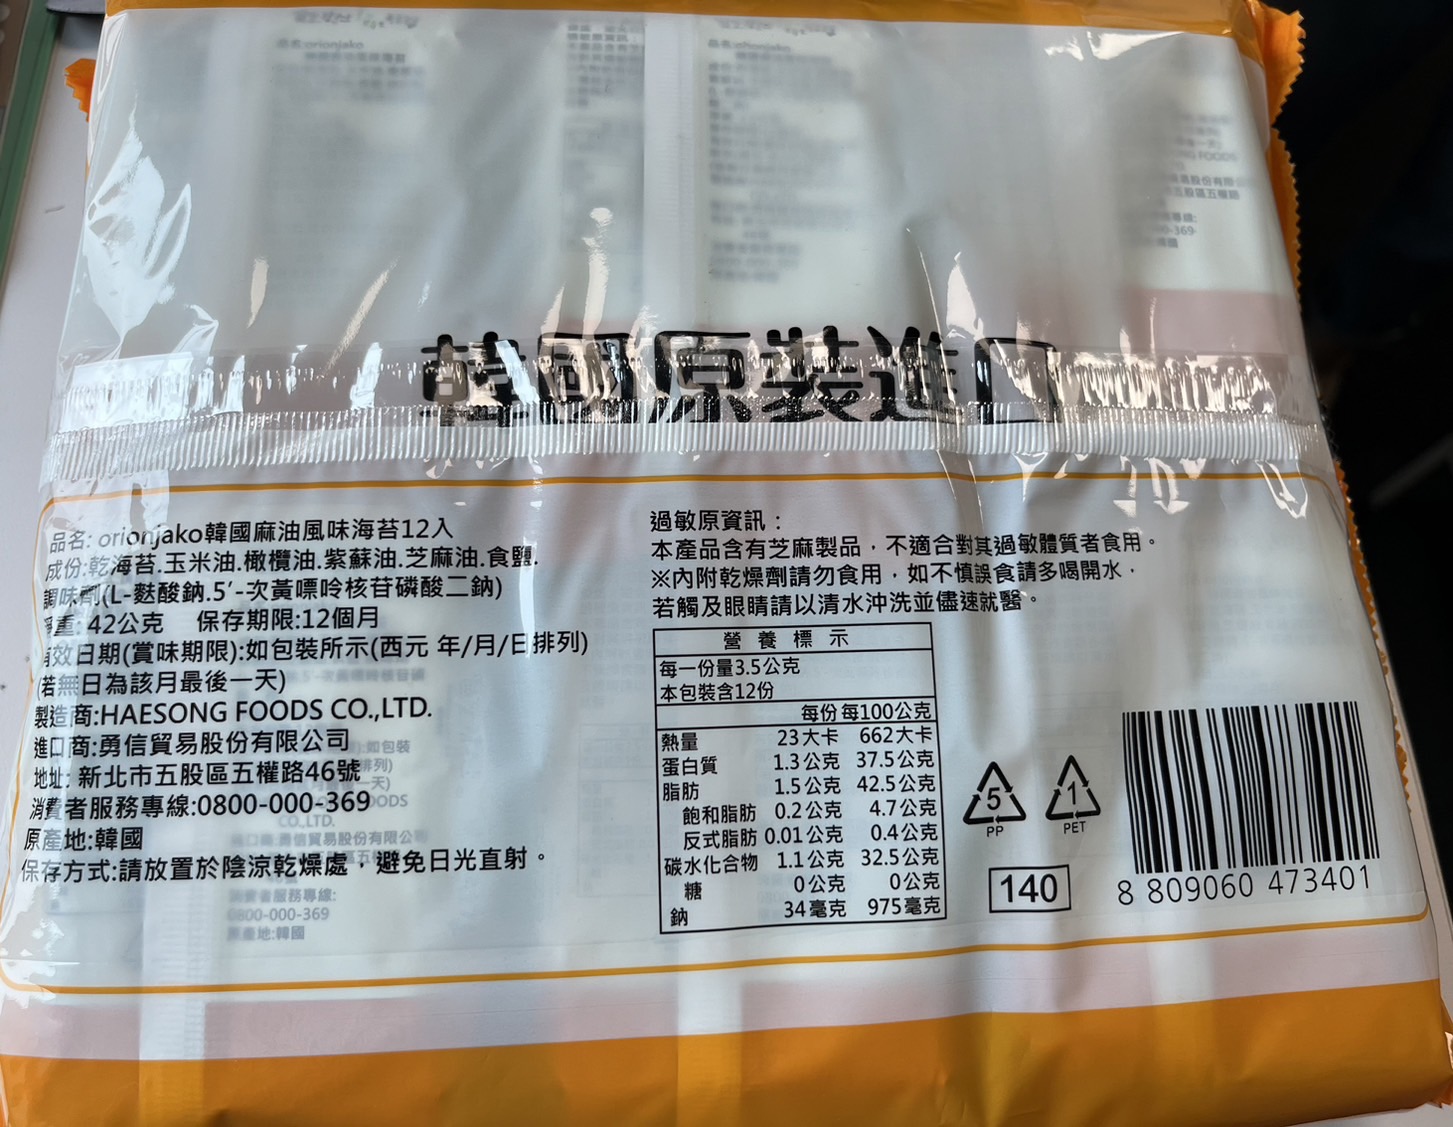 韓國原裝進口
品名: orionjako韓國麻油風味海苔12入
成份:乾海苔.玉米油.橄欖油.紫蘇油.芝麻油.食鹽.
調味劑(L-麩酸鈉.5′-次黃嘌呤核苷磷酸二鈉)
淨重: 42公克 保存期限:12個月
有效日期(賞味期限):如包裝所示(西元 年/月/日排列)
(若無日為該月最後一天)
製造商:HAESONG FOODS CO.,LTD.
進口商:勇信貿易股份有限公司
地址: 新北市五股區五權路46號
消費者服務專線:0800-000-369
原產地:韓國
保存方式:請放置於陰涼乾燥處，避免日光直射。
過敏原資訊：
本產品含有芝麻製品，不適合對其過敏體質者食用。
※內附乾燥劑請勿食用，如不慎誤食請多喝開水，
若觸及眼睛請以清水沖洗並儘速就醫。
營養標示
每一份量3.5公克
本包裝含12份
每份 每100公克
熱量 23大卡 662大卡
蛋白質 1.3公克 37.5公克
脂肪 1.5公克 42.5公克
飽和脂肪 0.2公克 4.7公克
反式脂肪 0.01公克 0.4公克
碳水化合物 1.1公克 32.5公克
糖 0公克 0公克
鈉 34毫克 975毫克
5 1
PP PET
140
8 809060 473401
消費者服務專線:
0800-000-369
原產地:韓國